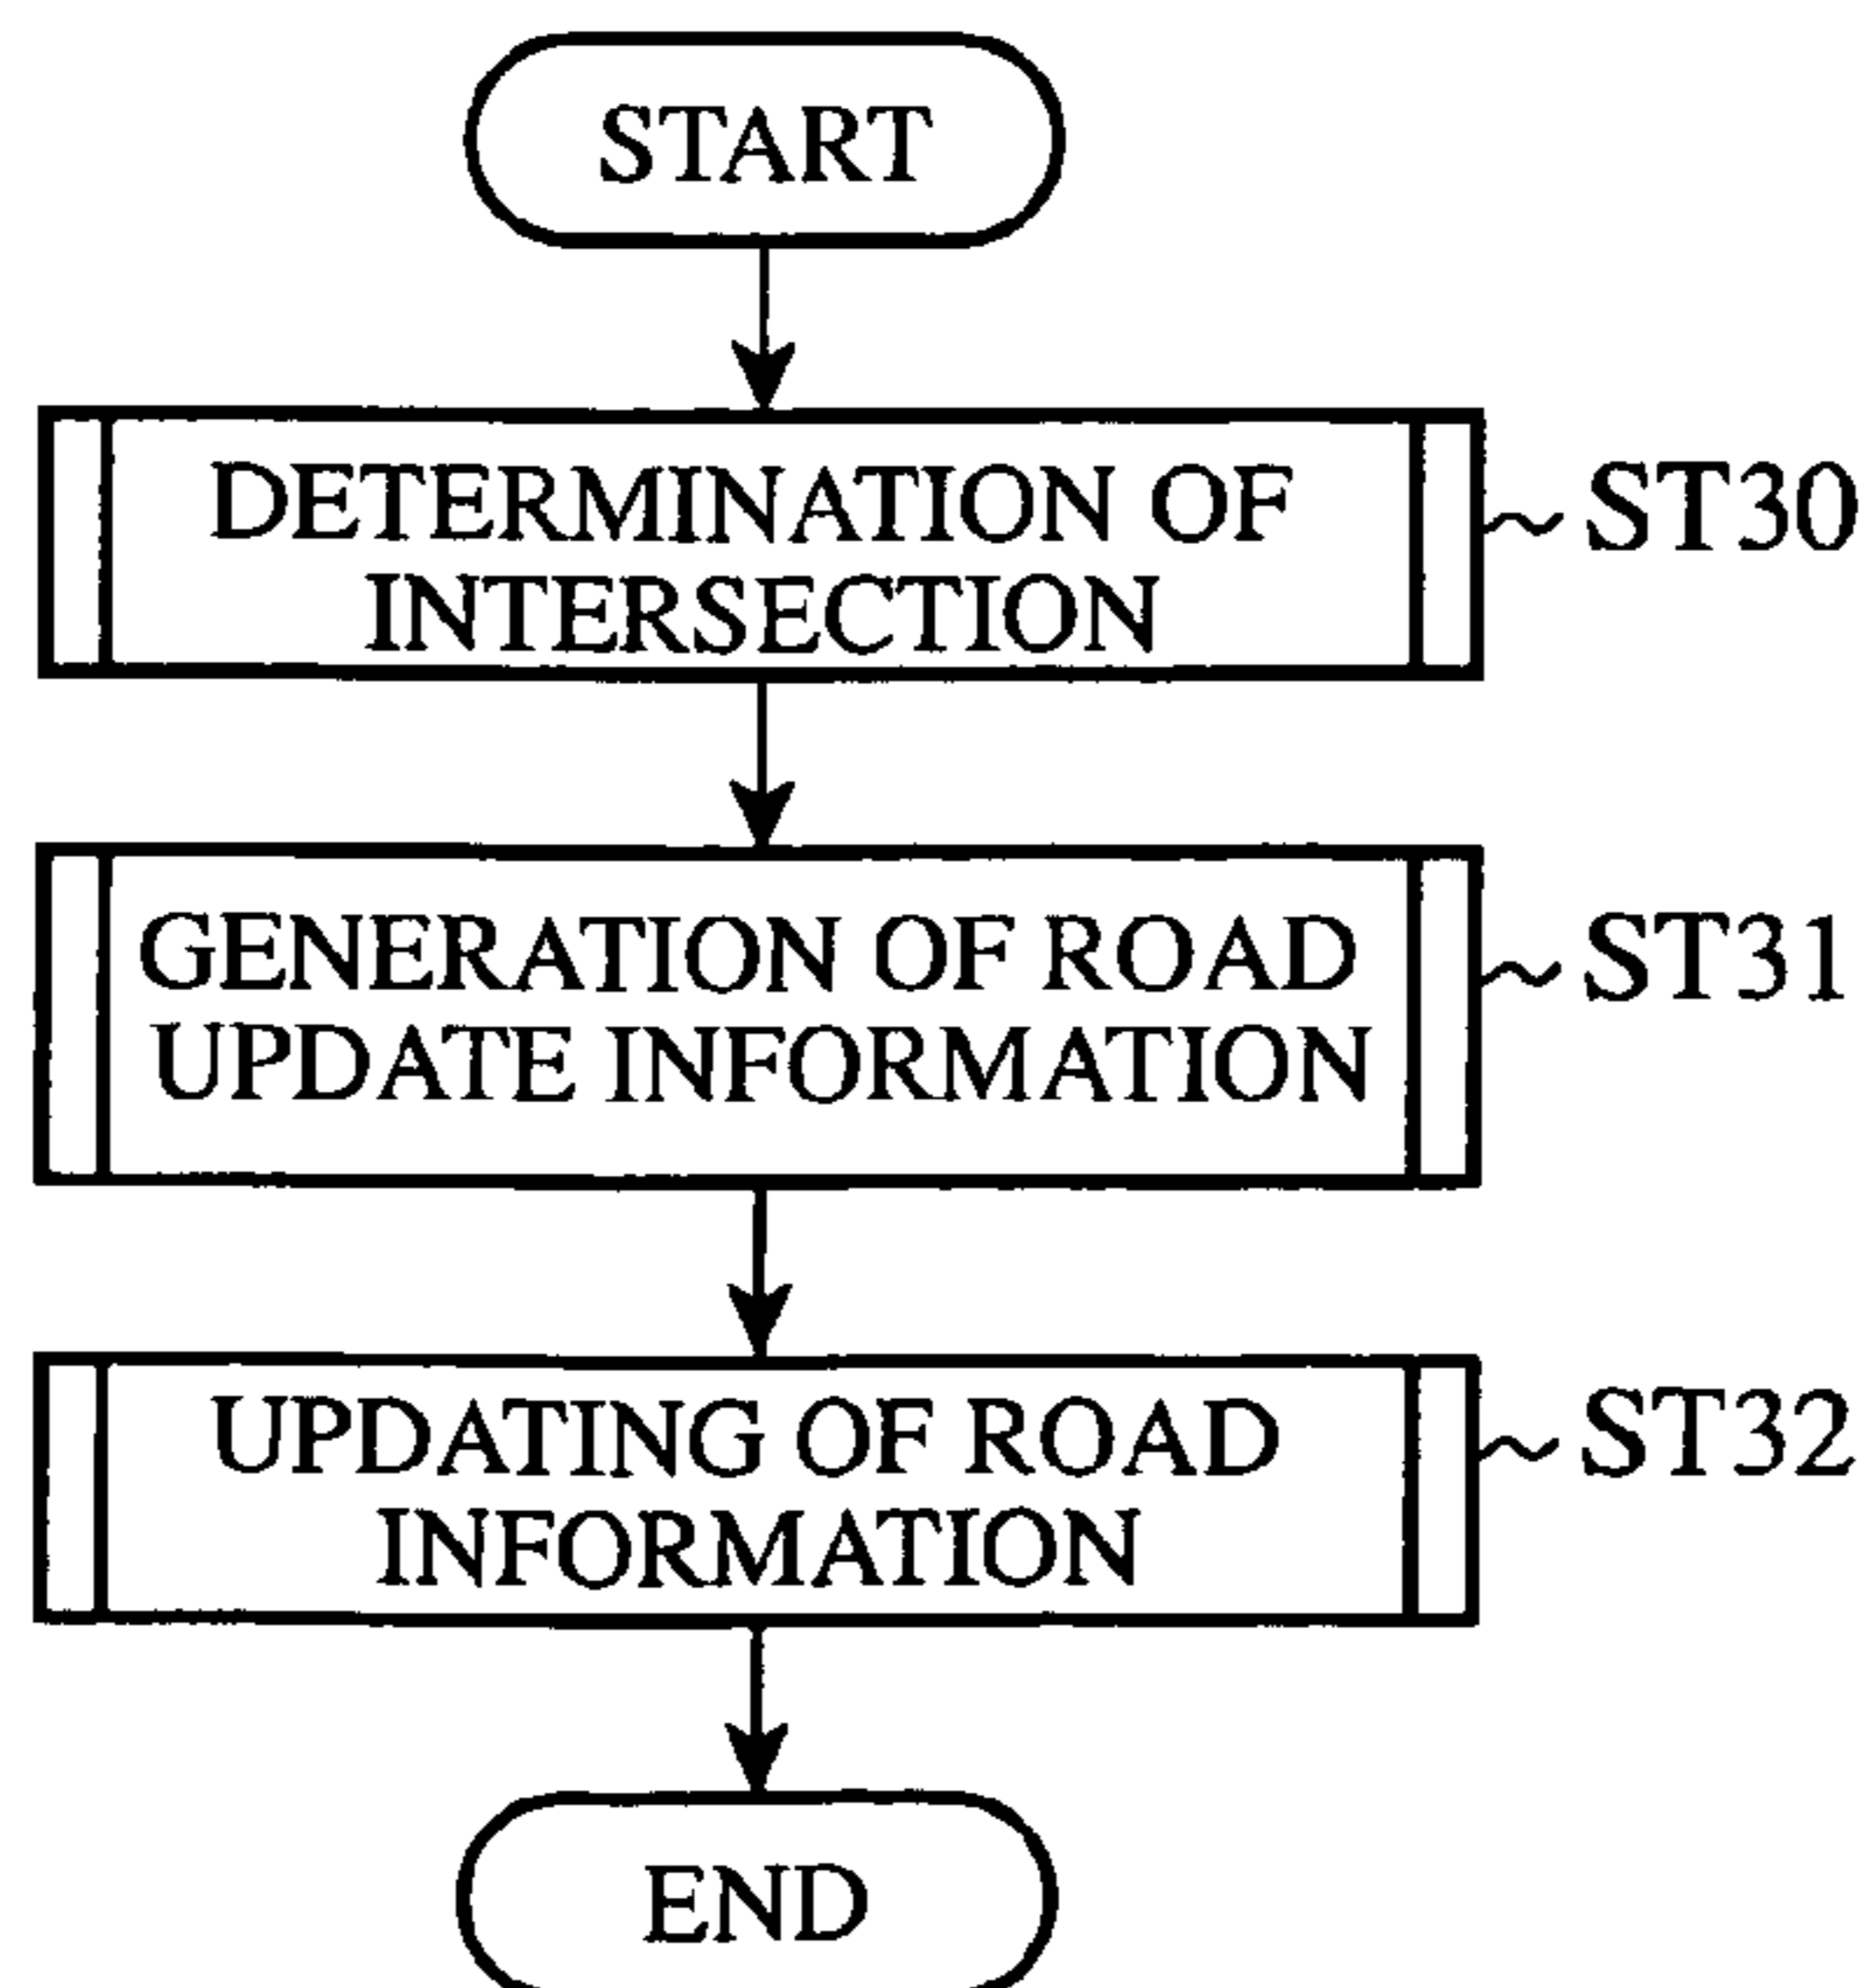 START
DETERMINATION OF
INTERSECTION
ST30
GENERATION OF ROAD
UPDATE INFORMATION
ST31
UPDATING OF ROAD
INFORMATION
ST32
END